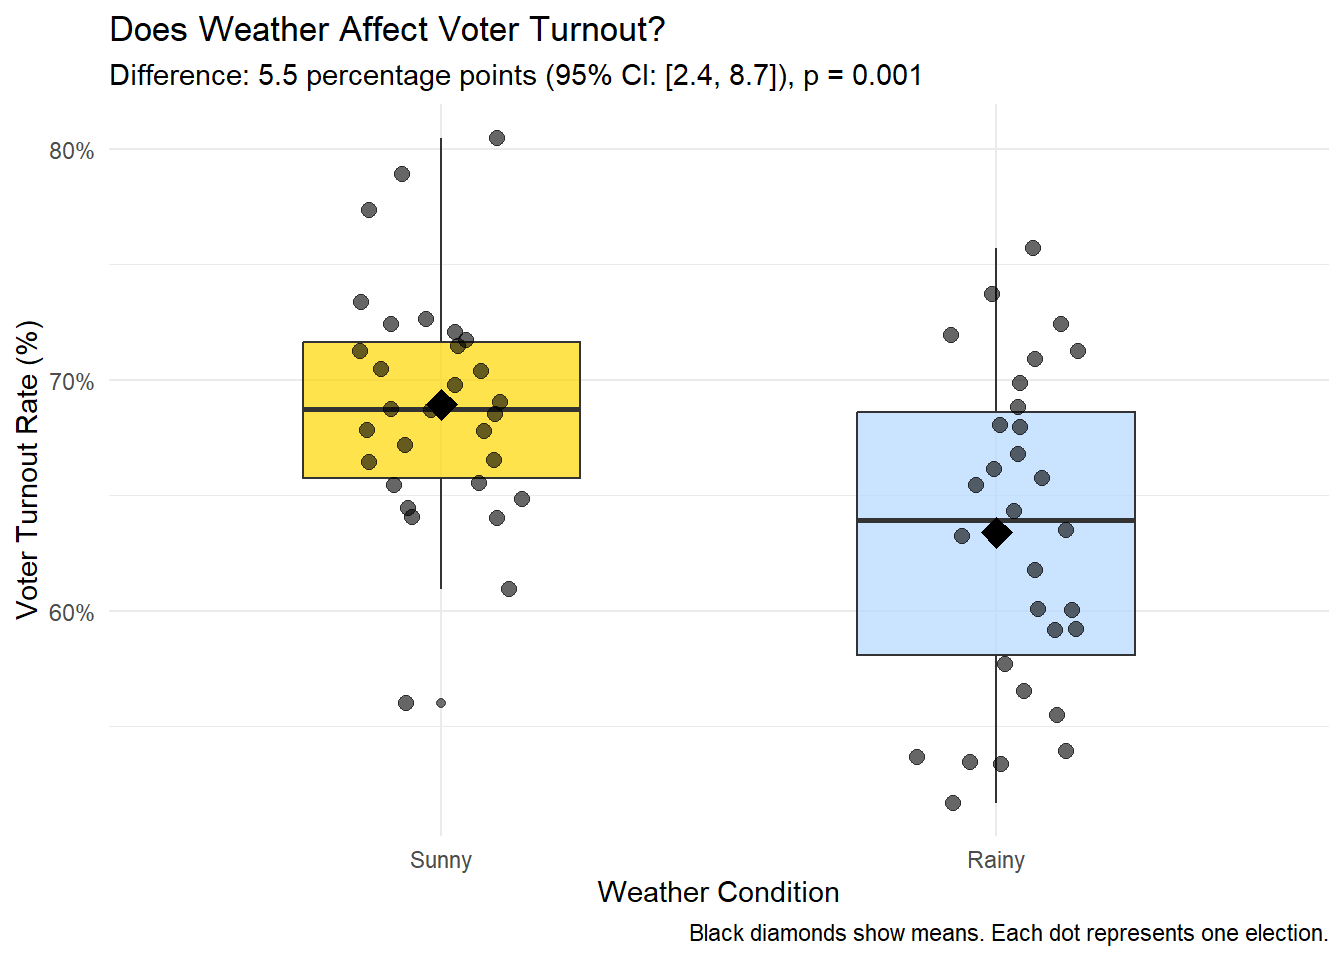 Does Weather Affect Voter Turnout?
Difference: 5.5 percentage points (95% CI: [2.4, 8.7]), p = 0.001
Voter Turnout Rate (%)
80%
70%
60%
Sunny
Rainy
Weather Condition
Black diamonds show means. Each dot represents one election.